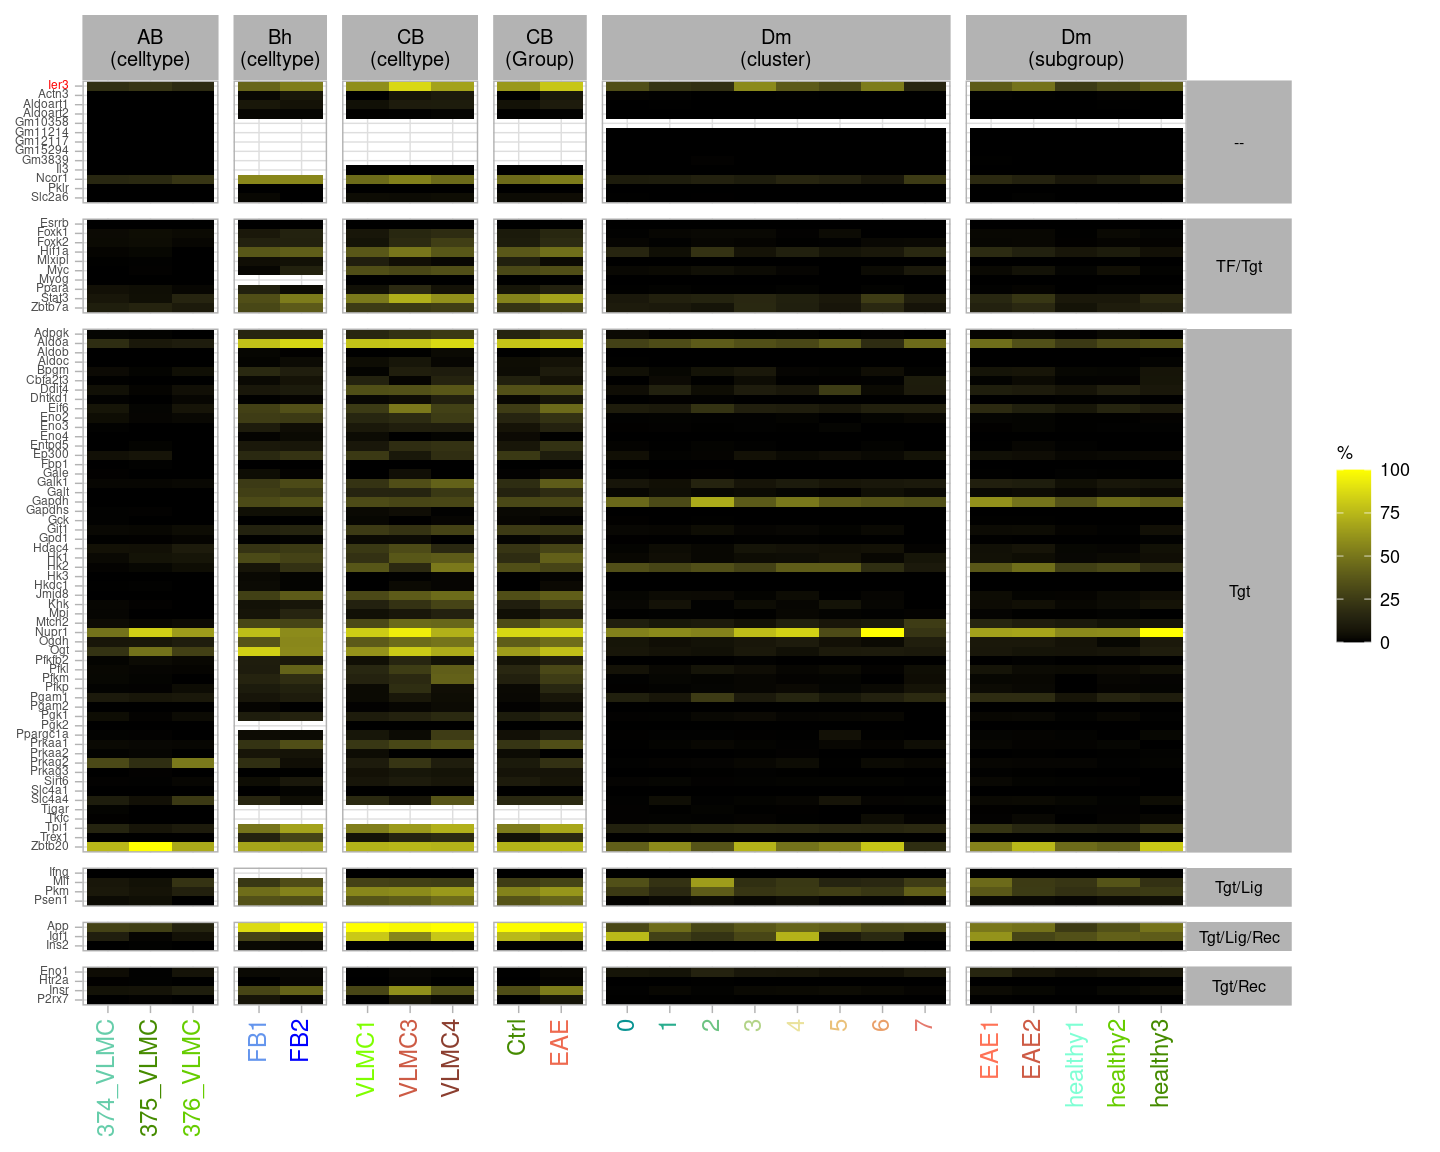 AB
(celltype)
Bh
(celltype)
CB
(celltype)
CB
(Group)
Dm
(cluster)
Dm
(subgroup)
Ier3
Actn3
Aldoart1
Aldoart2
Gm10358
Gm11214
Gm12117
Gm15294
Gm3839
Il3
Ncor1
Pklr
Slc2a6
--
Esrrb
Foxk1
Foxk2
Hif1a
Mlxipl
Myc
Myog
Ppara
Stat3
Zbtb7a
TF/Tgt
Adpgk
Aldoa
Aldob
Aldoc
Bpgm
Cbfa2t3
Ddit4
Dhtkd1
Eif6
Eno2
Eno3
Eno4
Entpd5
Ep300
Fbp1
Gale
Galk1
Galt
Gapdh
Gapdhs
Gck
Git1
Gpd1
Hdac4
Hk1
Hk2
Hk3
Hkdc1
Jmjd8
Khk
Mpi
Mtch2
Nupr1
Ogdh
Ogt
Pfkfb2
Pfkl
Pfkm
Pfkp
Pgam1
Pgam2
Pgk1
Pgk2
Ppargc1a
Prkaa1
Prkaa2
Prkag2
Prkag3
Sirt6
Slc4a1
Slc4a4
Tigar
Tkfc
Tpi1
Trex1
Zbtb20
Tgt
Ifng
Mif
Pkm
Psen1
Tgt/Lig
App
Igf1
Ins2
Tgt/Lig/Rec
Eno1
Htr2a
Insr
P2rx7
Tgt/Rec
374_VLMC
375_VLMC
376_VLMC
FB1
FB2
VLMC1
VLMC3
VLMC4
Ctrl
EAE
0
1
2
3
4
5
6
7
EAE1
EAE2
healthy1
healthy2
healthy3
%
100
75
50
25
0